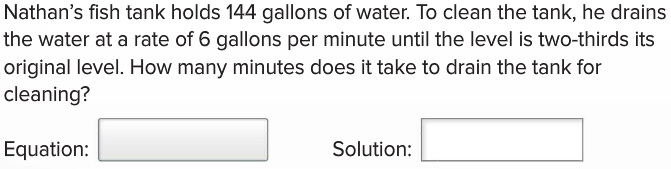 Nathan’s fish tank holds 144 gallons of water. To clean the tank, he drains
the water at a rate of 6 gallons per minute until the level is two-thirds its
original level. How many minutes does it take to drain the tank for
cleaning?
Equation: Solution: